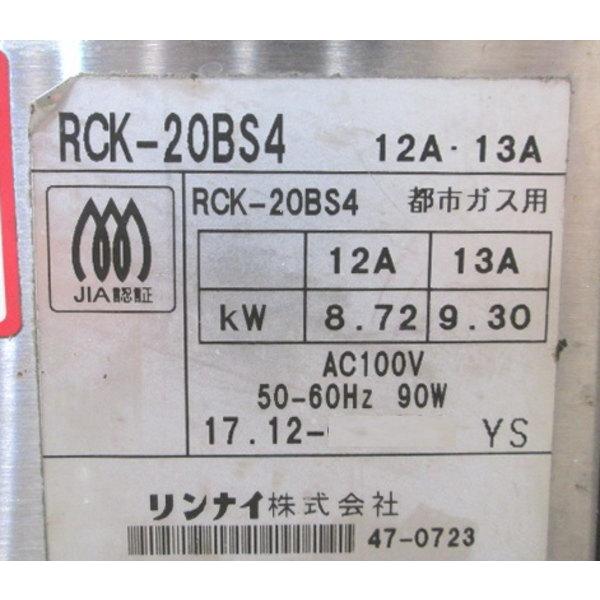 RCK-20BS4 12A·13A
JIA認証
RCK-20BS4 都市ガス用
12A 13A
kW 8.72 9.30
AC100V
50-60Hz 90W
17.12- YS
リンナイ株式会社
47-0723